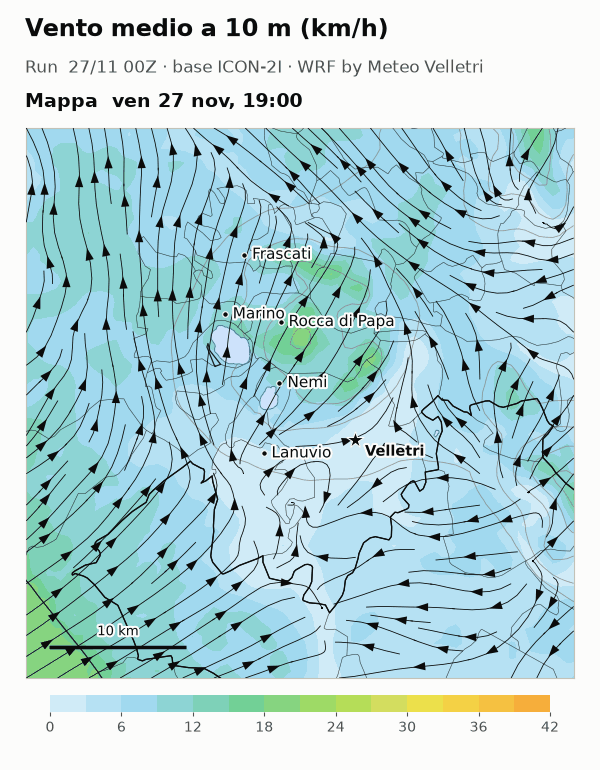 Vento medio a 10 m (km/h)
Run 27/11 00Z · base ICON-2I · WRF by Meteo Velletri
Mappa ven 27 nov, 19:00
Frascati
Marino
Rocca di Papa
Nemi
Lanuvio
Velletri
10 km
0 6 12 18 24 30 36 42